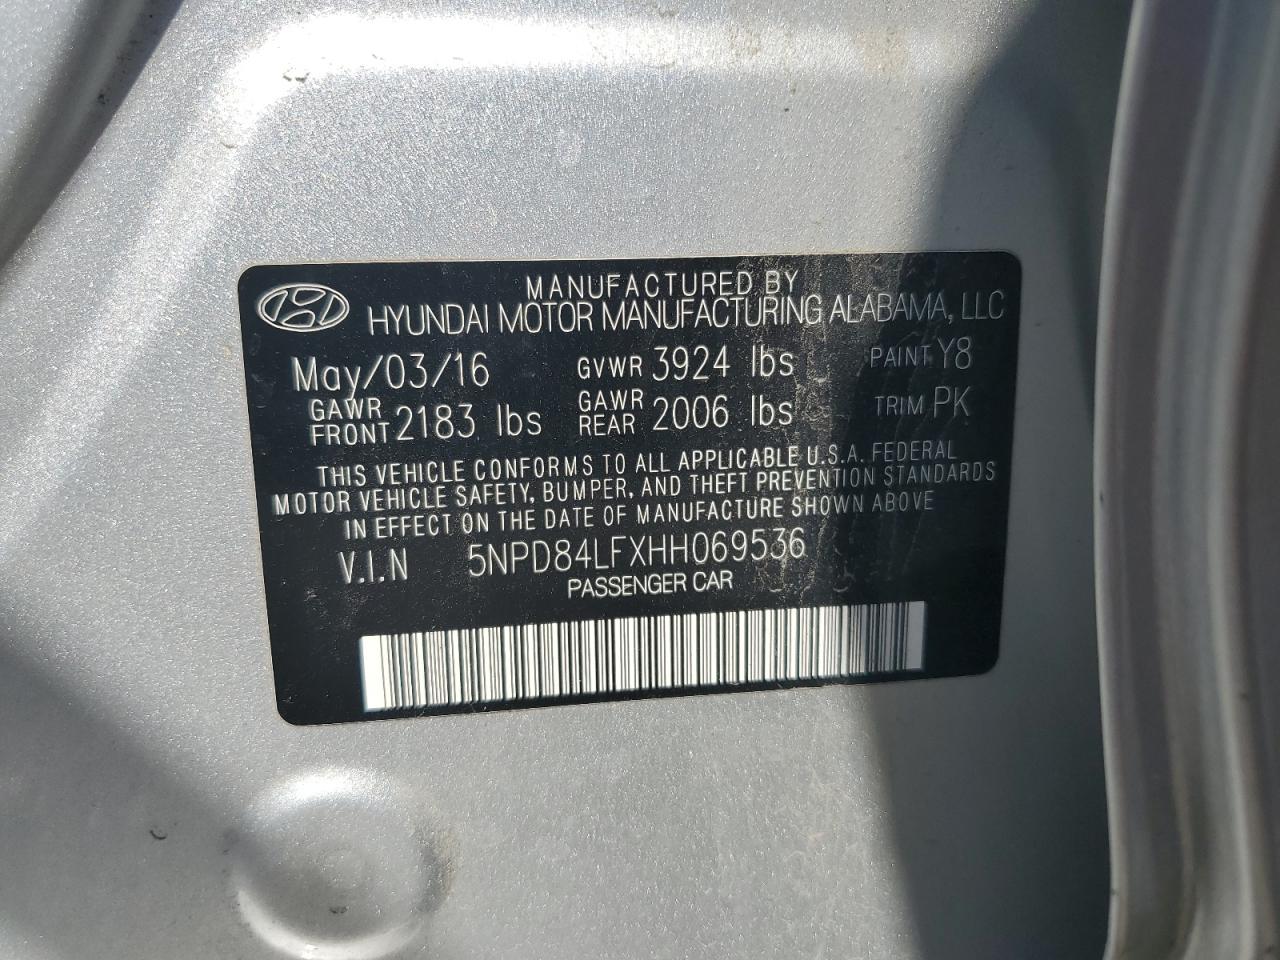 MANUFACTURED BY
HYUNDAI MOTOR MANUFACTURING ALABAMA, LLC
May/03/16 GVWR 3924 lbs PAINT Y8
GAWR FRONT 2183 lbs GAWR REAR 2006 lbs TRIM PK
THIS VEHICLE CONFORMS TO ALL APPLICABLE U.S.A. FEDERAL
MOTOR VEHICLE SAFETY, BUMPER, AND THEFT PREVENTION STANDARDS
IN EFFECT ON THE DATE OF MANUFACTURE SHOWN ABOVE
V.I.N 5NPD84LFXHH069536
PASSENGER CAR